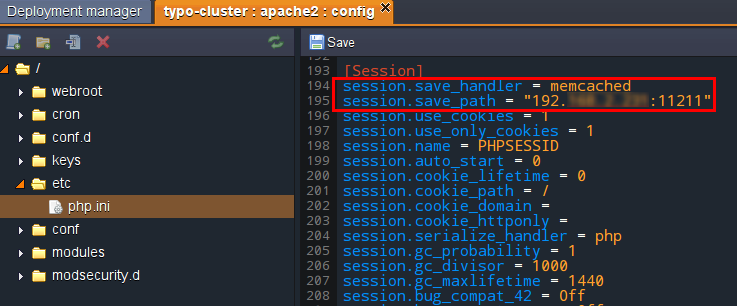 Deployment manager
typo-cluster : apache2 : config
Save
/
webroot
cron
conf.d
keys
etc
php.ini
conf
modules
modsecurity.d
192
193 [Session]
194 session.save_handler = memcached
195 session.save_path = "192. :11211"
196 session.use_cookies = 1
197 session.use_only_cookies = 1
198 session.name = PHPSESSID
199 session.auto_start = 0
200 session.cookie_lifetime = 0
201 session.cookie_path = /
202 session.cookie_domain =
203 session.cookie_httponly =
204 session.serialize_handler = php
205 session.gc_probability = 1
206 session.gc_divisor = 1000
207 session.gc_maxlifetime = 1440
208 session.bug_compat_42 = Off